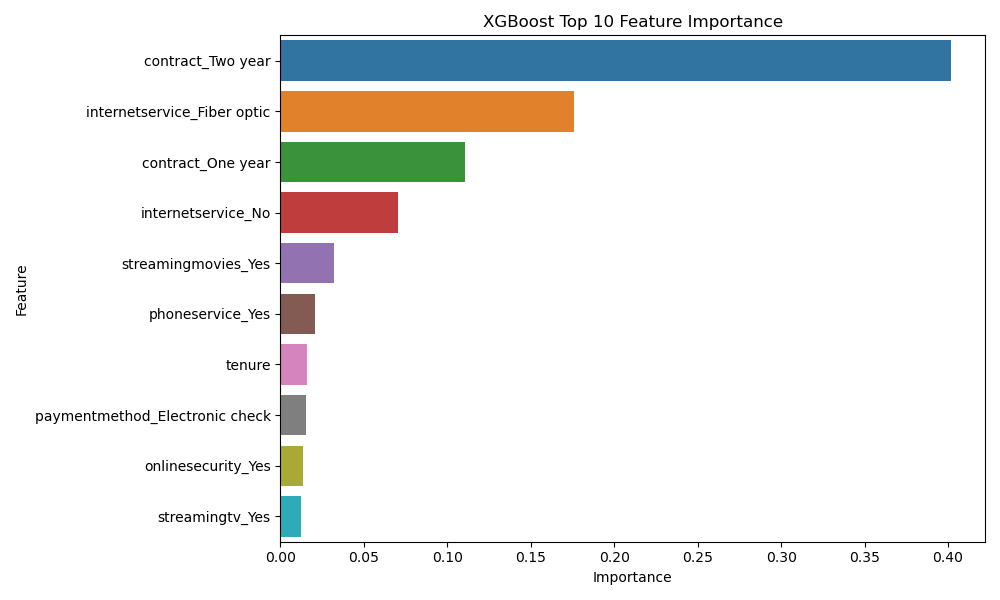 XGBoost Top 10 Feature Importance
contract_Two year
internetservice_Fiber optic
contract_One year
internetservice_No
streamingmovies_Yes
phoneservice_Yes
tenure
paymentmethod_Electronic check
onlinesecurity_Yes
streamingtv_Yes
Feature
0.00 0.05 0.10 0.15 0.20 0.25 0.30 0.35 0.40
Importance